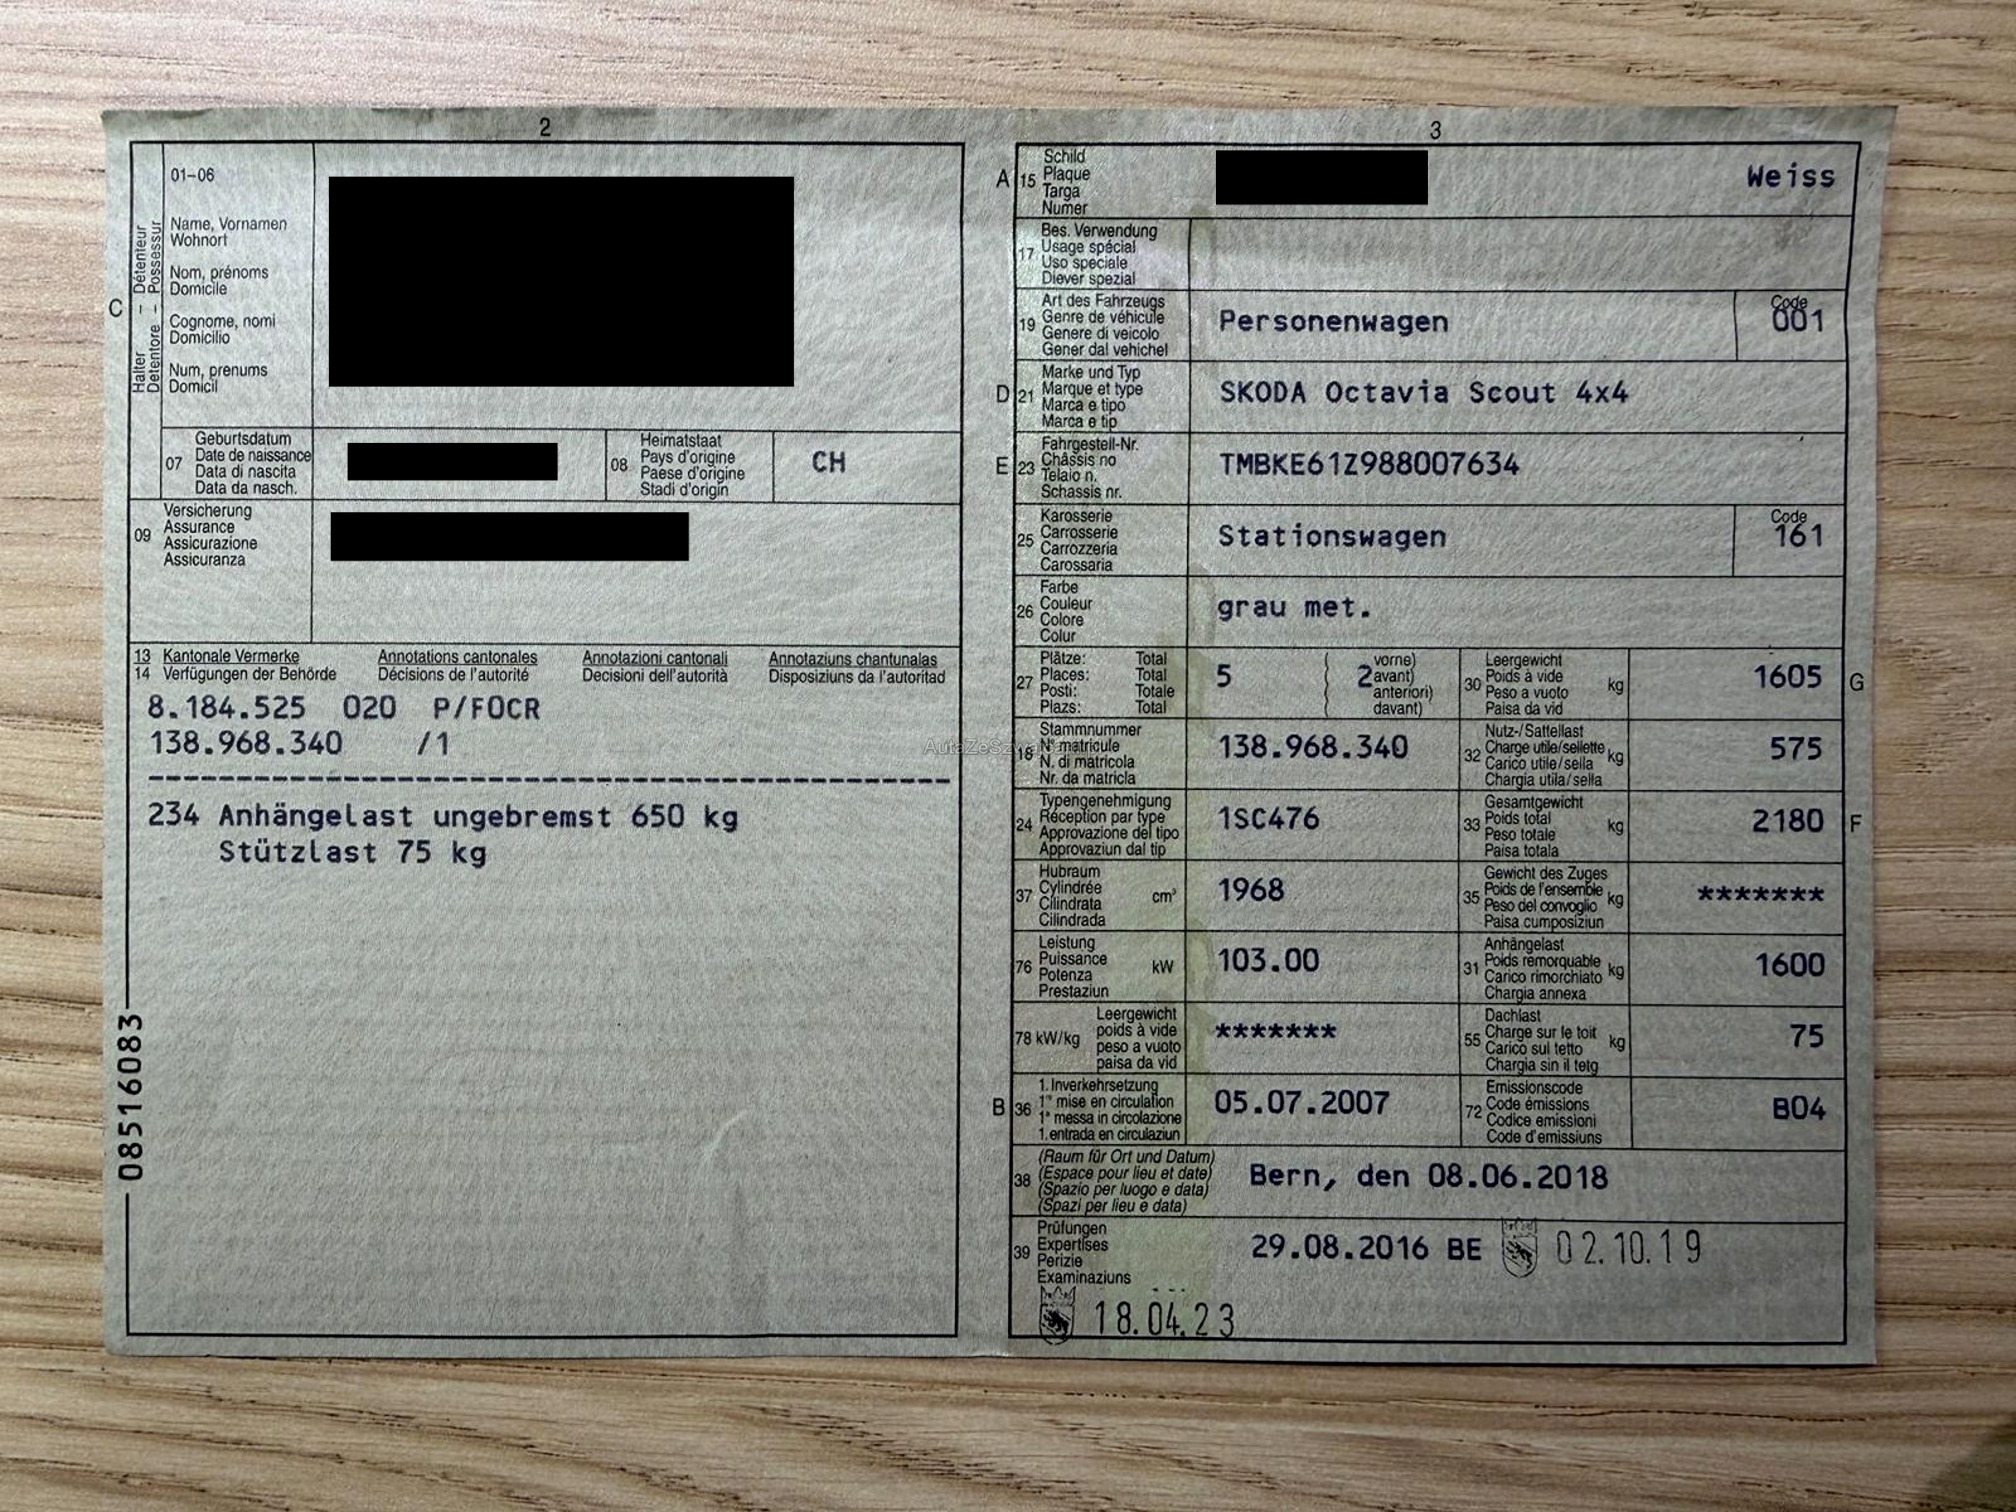 2
01-06
Name, Vornamen
Wohnort
Nom, prénoms
Domicile
Cognome, nomi
Domicilio
Num, prenums
Domicil
C
Halter – Détenteur
Detentore – Possessur
07
Geburtsdatum
Date de naissance
Data di nascita
Data da nasch.
08
Heimatstaat
Pays d'origine
Paese d'origine
Stadi d'origin
CH
09
Versicherung
Assurance
Assicurazione
Assicuranza
13 Kantonale Vermerke Annotations cantonales Annotazioni cantonali Annotaziuns chantunalas
14 Verfügungen der Behörde Décisions de l'autorité Decisioni dell'autorità Disposiziuns da l'autoritad
8.184.525 020 P/FOCR
138.968.340 /1
234 Anhängelast ungebremst 650 kg
Stützlast 75 kg
08516083
3
A 15
Schild
Plaque
Targa
Numer
Weiss
17
Bes. Verwendung
Usage spécial
Uso speciale
Diever spezial
19
Art des Fahrzeugs
Genre de véhicule
Genere di veicolo
Gener dal vehichel
Personenwagen
Code
001
D 21
Marke und Typ
Marque et type
Marca e tipo
Marca e tip
SKODA Octavia Scout 4x4
E 23
Fahrgestell-Nr.
Châssis no
Telaio n.
Schassis nr.
TMBKE61Z988007634
25
Karosserie
Carrosserie
Carrozzeria
Carossaria
Stationswagen
Code
161
26
Farbe
Couleur
Colore
Colur
grau met.
27
Plätze: Total
Places: Total
Posti: Totale
Plazs: Total
5
2
vorne)
avant)
anteriori)
davant)
30
Leergewicht
Poids à vide
Peso a vuoto
Paisa da vid
kg
1605
G
18
Stammnummer
N° matricule
N. di matricola
Nr. da matricla
138.968.340
32
Nutz-/Sattellast
Charge utile/sellette
Carico utile/sella
Chargia utila/sella
kg
575
24
Typengenehmigung
Réception par type
Approvazione del tipo
Approvaziun dal tip
1SC476
33
Gesamtgewicht
Poids total
Peso totale
Paisa totala
kg
2180
F
37
Hubraum
Cylindrée
Cilindrata
Cilindrada
cm³
1968
35
Gewicht des Zuges
Poids de l'ensemble
Peso del convoglio
Paisa cumposiziun
kg
*******
76
Leistung
Puissance
Potenza
Prestaziun
kW
103.00
31
Anhängelast
Poids remorquable
Carico rimorchiato
Chargia annexa
kg
1600
78 kW/kg
Leergewicht
poids à vide
peso a vuoto
paisa da vid
*******
55
Dachlast
Charge sur le toit
Carico sul tetto
Chargia sin il tetg
kg
75
B 36
1. Inverkehrsetzung
1re mise en circulation
1a messa in circolazione
1. entrada en circulaziun
05.07.2007
72
Emissionscode
Code émissions
Codice emissioni
Code d'emissiuns
B04
38
(Raum für Ort und Datum)
(Espace pour lieu et date)
(Spazio per luogo e data)
(Spazi per lieu e data)
Bern, den 08.06.2018
39
Prüfungen
Expertises
Perizie
Examinaziuns
29.08.2016 BE 02.10.19
18.04.23